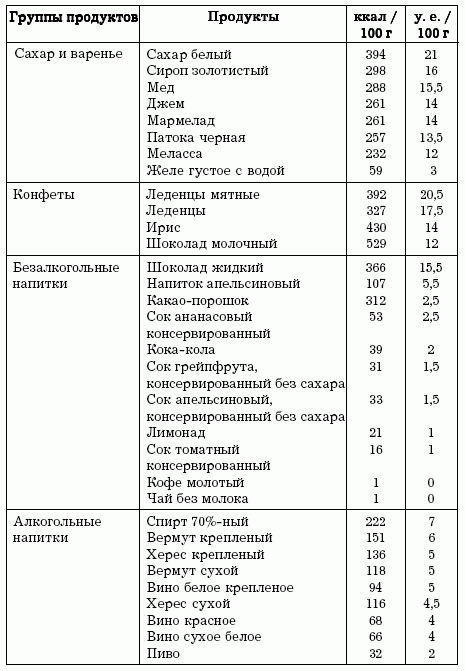 Группы продуктов Продукты ккал / 100 г у. е./ 100 г
Сахар и варенье Сахар белый 394 21
Сироп золотистый 298 16
Мед 288 15,5
Джем 261 14
Мармелад 261 14
Патока черная 257 13,5
Меласса 232 12
Желе густое с водой 59 3
Конфеты Леденцы мятные 392 20,5
Леденцы 327 17,5
Ирис 430 14
Шоколад молочный 529 12
Безалкогольные Шоколад жидкий 366 15,5
напитки Напиток апельсиновый 107 5,5
Какао-порошок 312 2,5
Сок ананасовый 53 2,5
консервированный
Кока-кола 39 2
Сок грейпфрута, 31 1,5
консервированный без сахара
Сок апельсиновый, 33 1,5
консервированный без сахара
Лимонад 21 1
Сок томатный 16 1
консервированный
Кофе молотый 1 0
Чай без молока 1 0
Алкогольные Спирт 70%-ный 222 7
напитки Вермут крепленый 151 6
Херес крепленый 136 5
Вермут сухой 118 5
Вино белое крепленое 94 5
Херес сухой 116 4,5
Вино красное 68 4
Вино сухое белое 66 4
Пиво 32 2